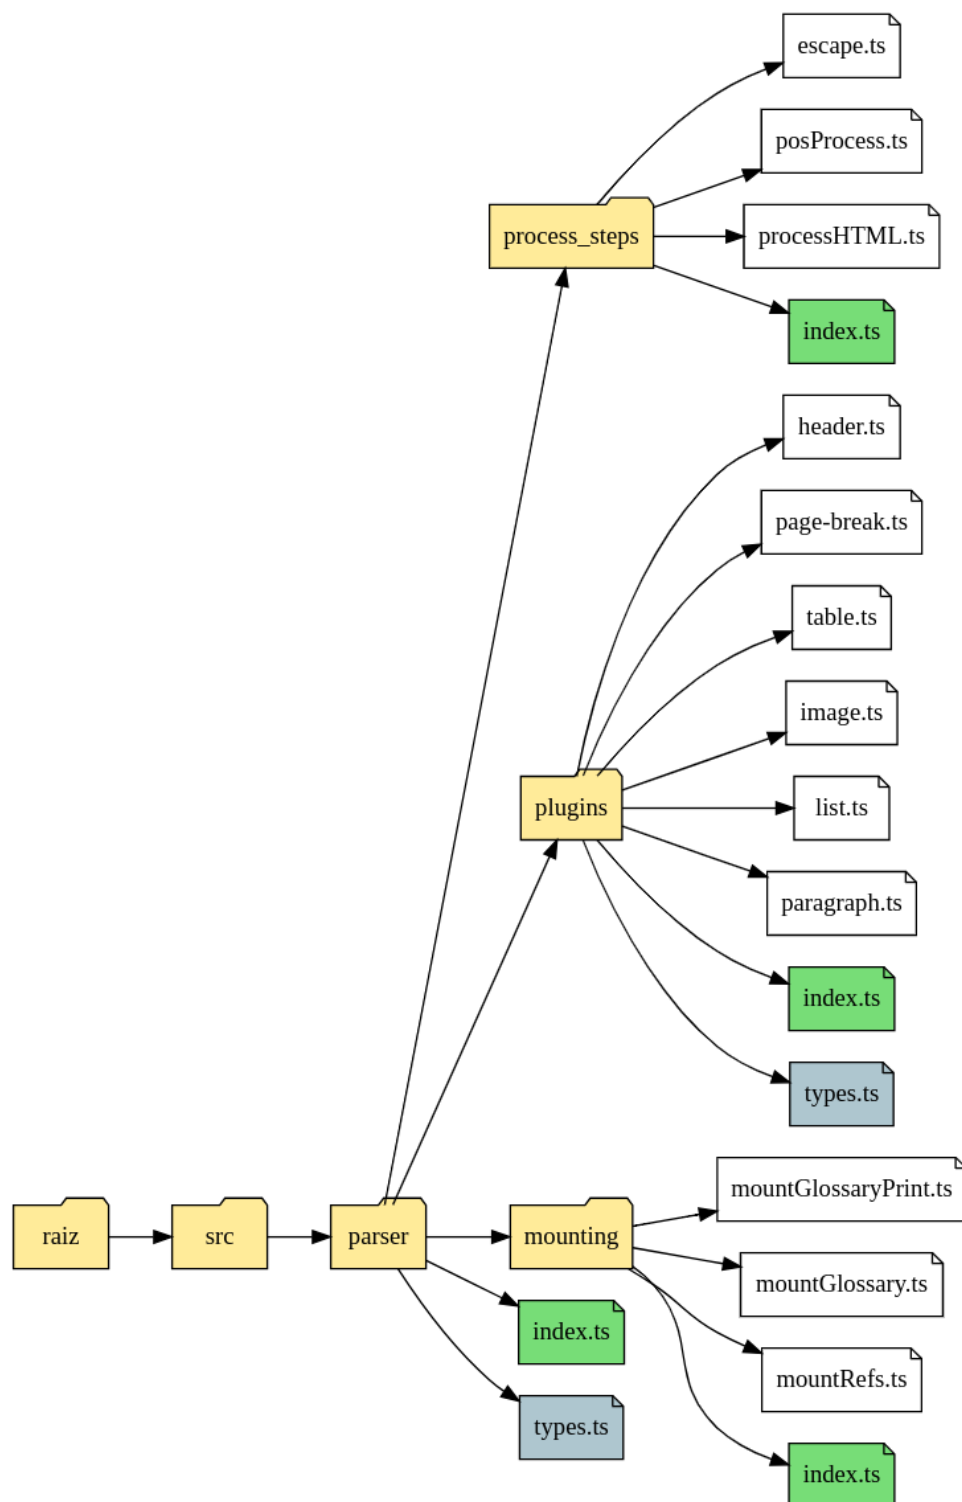 escape.ts
posProcess.ts
process_steps
processHTML.ts
index.ts
header.ts
page-break.ts
table.ts
image.ts
plugins
list.ts
paragraph.ts
index.ts
types.ts
mountGlossaryPrint.ts
raiz
src
parser
mounting
mountGlossary.ts
index.ts
mountRefs.ts
types.ts
index.ts